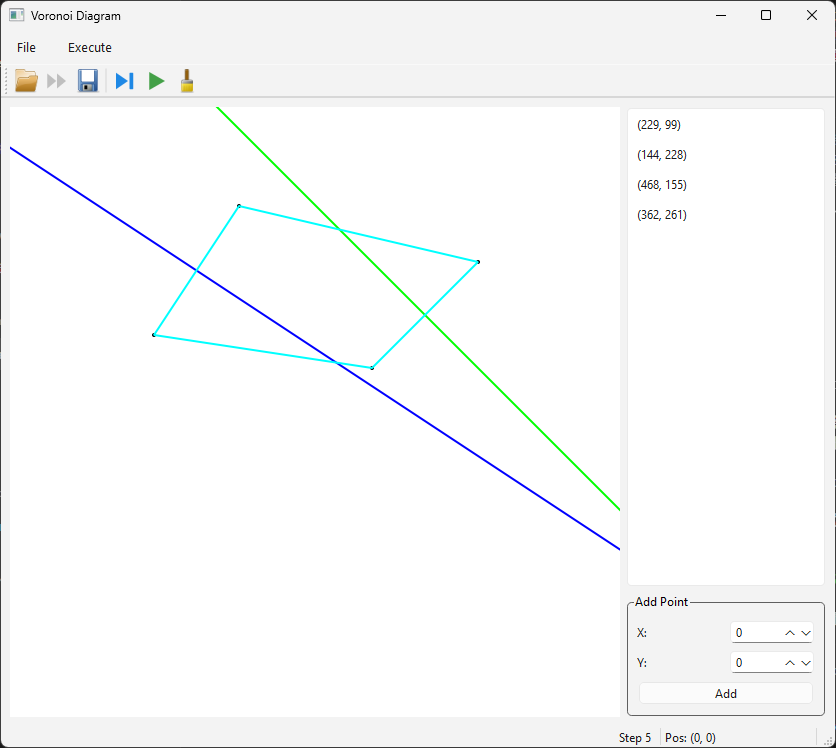 Voronoi Diagram
File Execute
(229, 99)
(144, 228)
(468, 155)
(362, 261)
Add Point
X: 0
Y: 0
Add
Step 5 Pos: (0, 0)